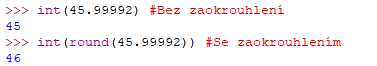 >>> int(45.99992) #Bez zaokrouhlení
45
>>> int(round(45.99992)) #Se zaokrouhlením
46